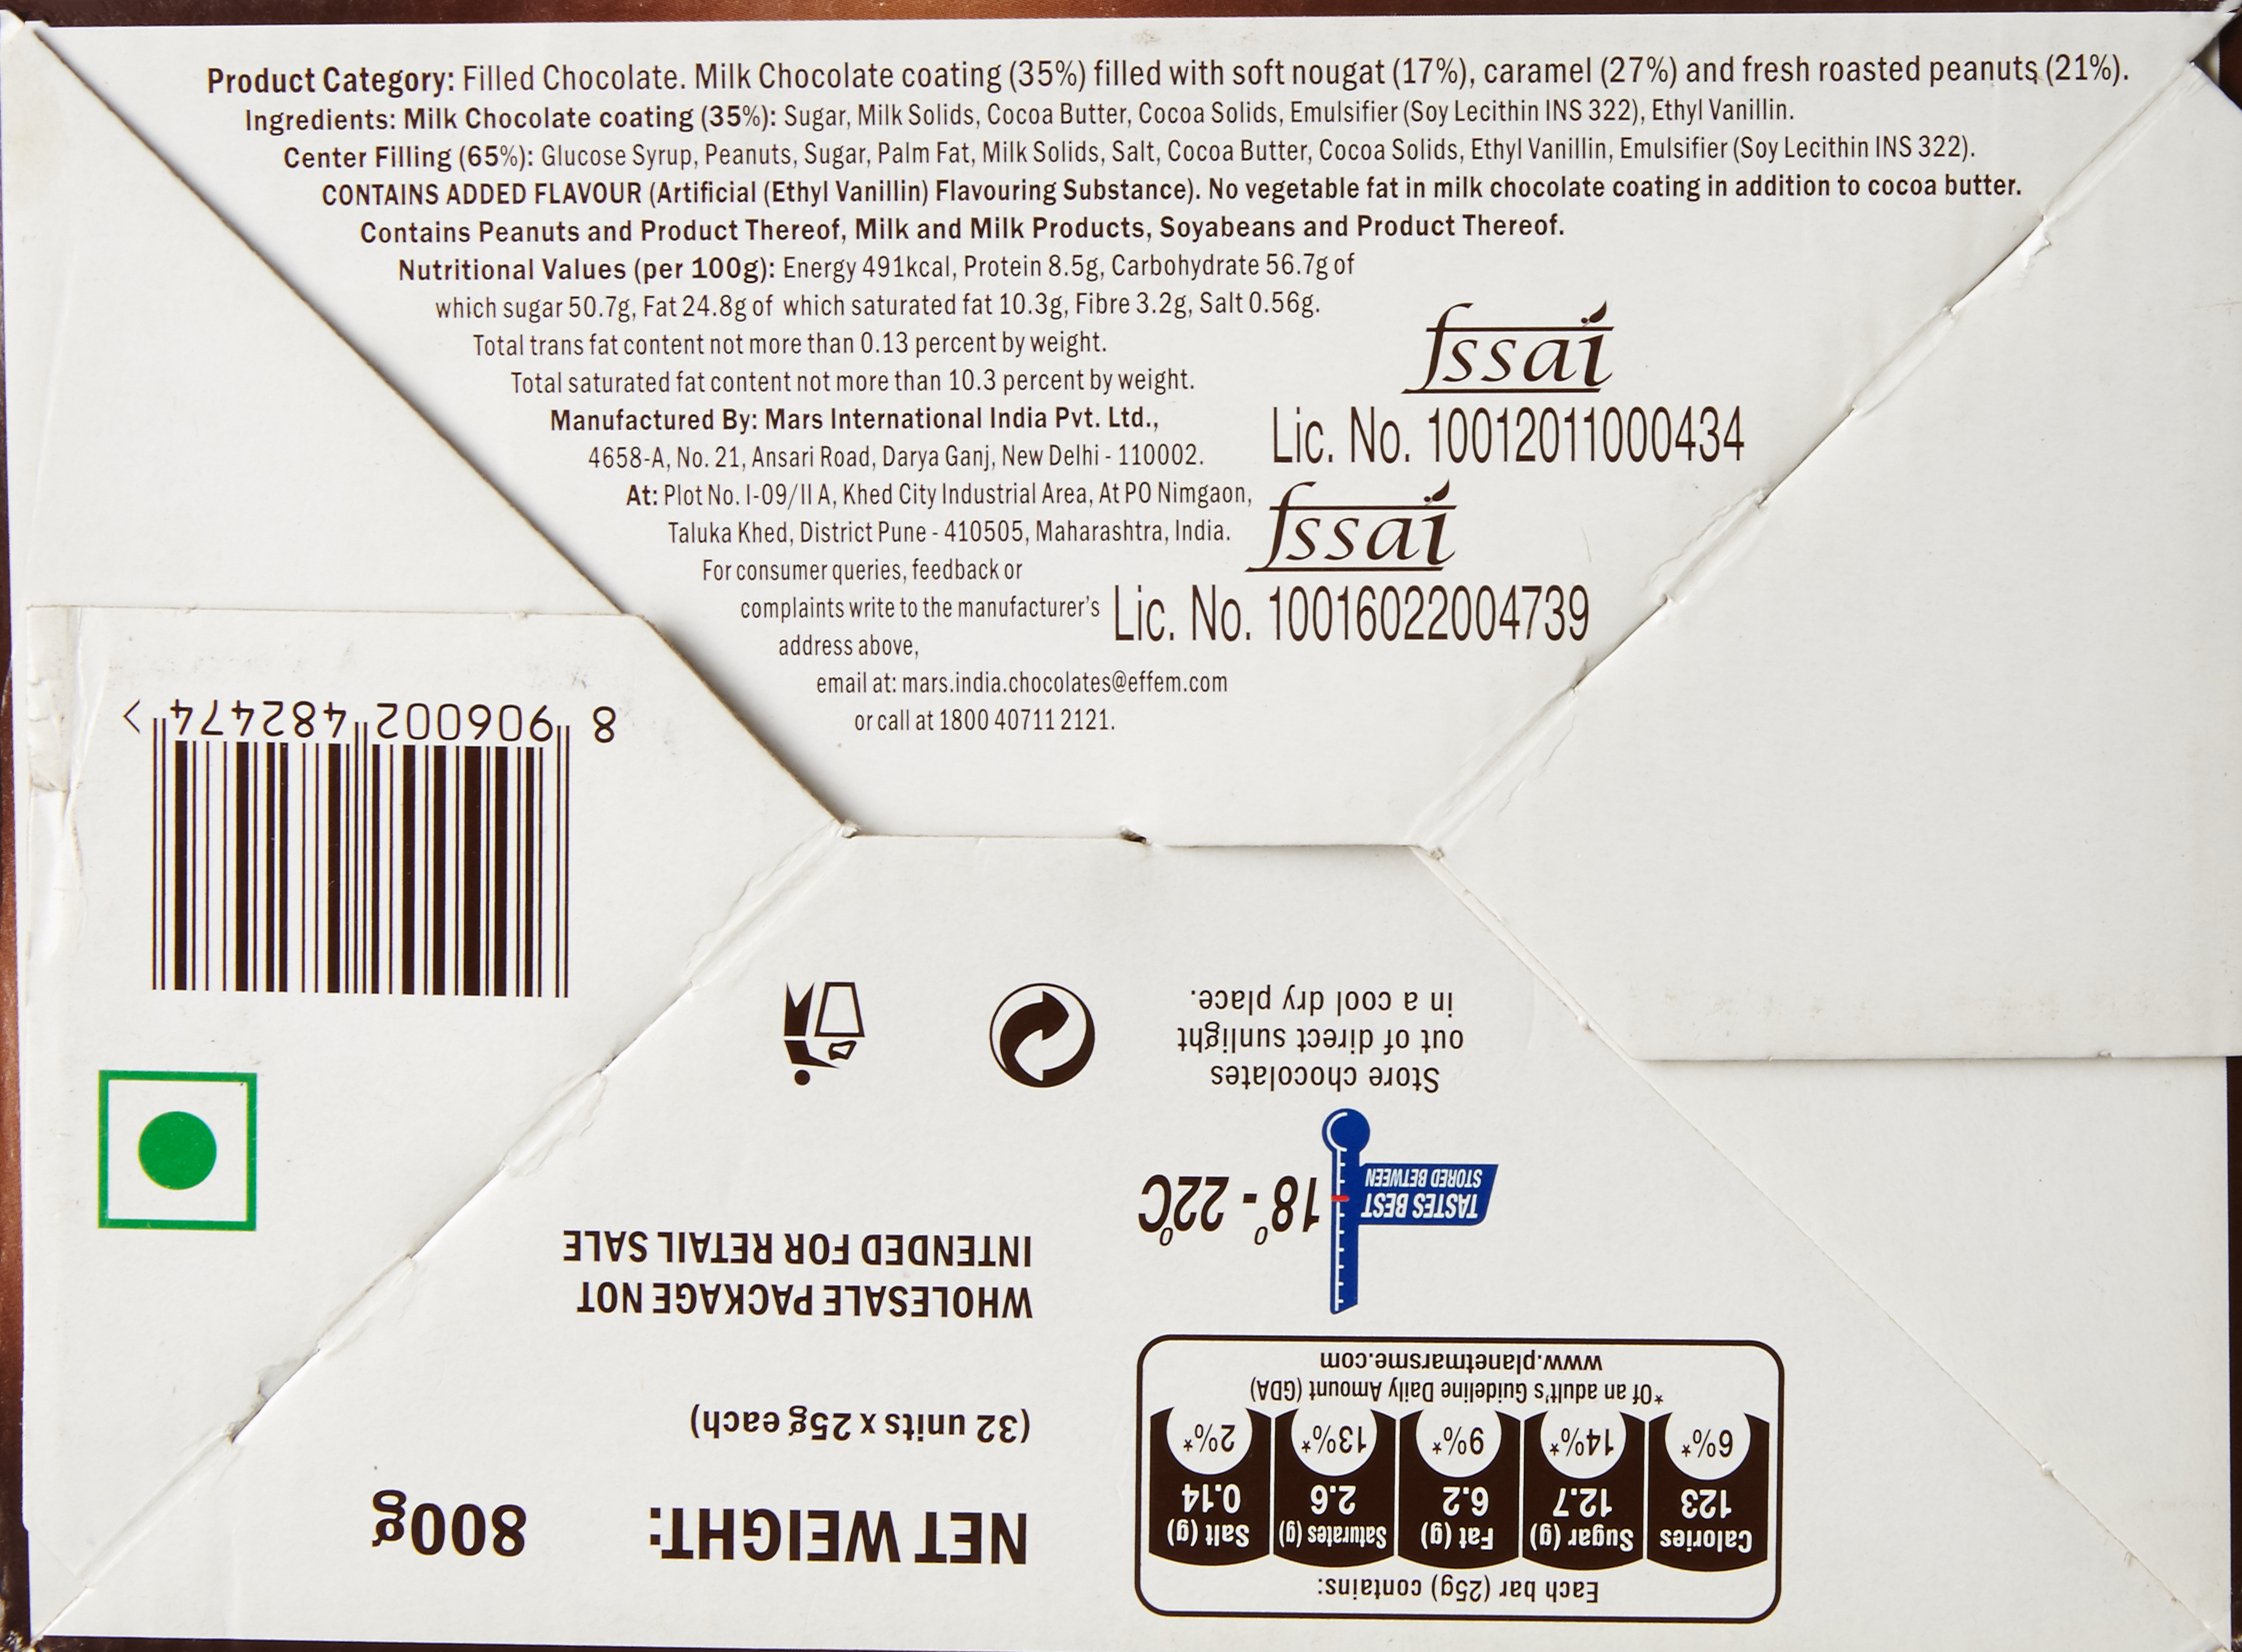 Product Category: Filled Chocolate. Milk Chocolate coating (35%) filled with soft nougat (17%), caramel (27%) and fresh roasted peanuts (21%).
Ingredients: Milk Chocolate coating (35%): Sugar, Milk Solids, Cocoa Butter, Cocoa Solids, Emulsifier (Soy Lecithin INS 322), Ethyl Vanillin.
Center Filling (65%): Glucose Syrup, Peanuts, Sugar, Palm Fat, Milk Solids, Salt, Cocoa Butter, Cocoa Solids, Ethyl Vanillin, Emulsifier (Soy Lecithin INS 322).
CONTAINS ADDED FLAVOUR (Artificial (Ethyl Vanillin) Flavouring Substance). No vegetable fat in milk chocolate coating in addition to cocoa butter.
Contains Peanuts and Product Thereof, Milk and Milk Products, Soyabeans and Product Thereof.
Nutritional Values (per 100g): Energy 491kcal, Protein 8.5g, Carbohydrate 56.7g of
which sugar 50.7g, Fat 24.8g of which saturated fat 10.3g, Fibre 3.2g, Salt 0.56g.
Total trans fat content not more than 0.13 percent by weight.
Total saturated fat content not more than 10.3 percent by weight.
Manufactured By: Mars International India Pvt. Ltd.,
4658-A, No. 21, Ansari Road, Darya Ganj, New Delhi - 110002.
At: Plot No. I-09/II A, Khed City Industrial Area, At PO Nimgaon,
Taluka Khed, District Pune - 410505, Maharashtra, India.
For consumer queries, feedback or
complaints write to the manufacturer's
address above,
email at: mars.india.chocolates@effem.com
or call at 1800 40711 2121.
fssai
Lic. No. 10012011000434
fssai
Lic. No. 10016022004739
8 906002 482474 >
Each bar (25g) contains:
Calories Sugar (g) Fat (g) Saturates (g) Salt (g)
123 12.7 6.2 2.6 0.14
6%* 14%* 9%* 13%* 2%*
*Of an adult's Guideline Daily Amount (GDA)
www.planetmarsme.com
TASTES BEST
STORED BETWEEN
18° - 22°C
Store chocolates
out of direct sunlight
in a cool dry place.
NET WEIGHT: 800g
(32 units x 25g each)
WHOLESALE PACKAGE NOT
INTENDED FOR RETAIL SALE